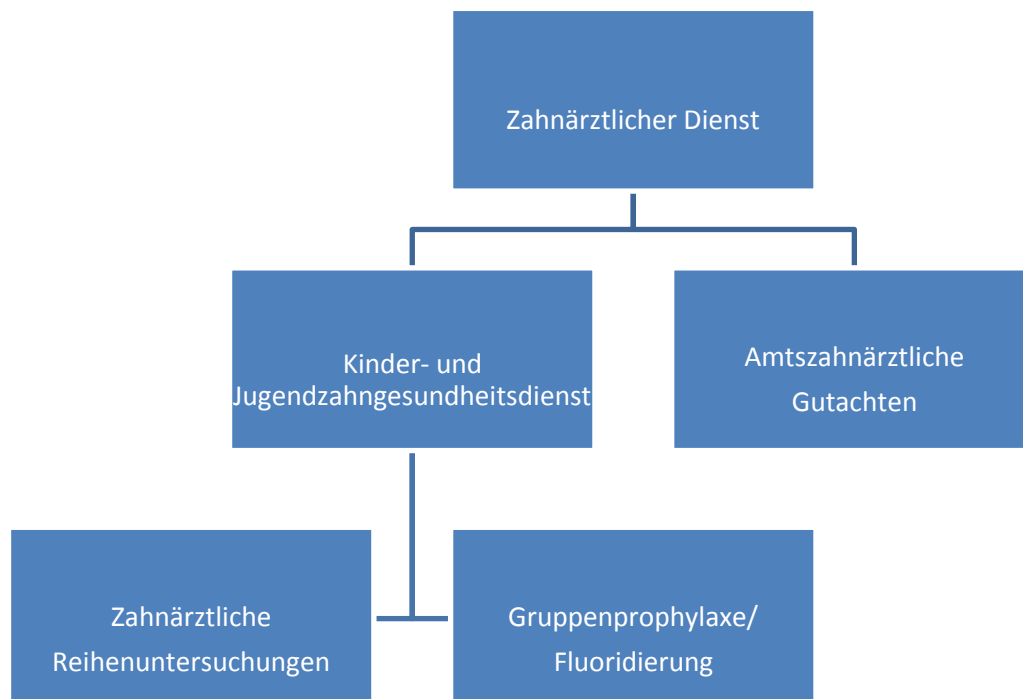 Zahnärztlicher Dienst
Kinder- und
Jugendzahngesundheitsdienst
Amtszahnärztliche
Gutachten
Zahnärztliche
Reihenuntersuchungen
Gruppenprophylaxe/
Fluoridierung